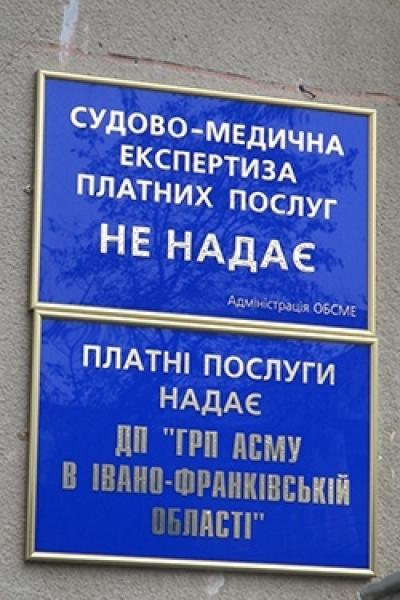 СУДОВО-МЕДИЧНА
ЕКСПЕРТИЗА
ПЛАТНИХ ПОСЛУГ
НЕ НАДАЄ
Адміністрація ОБСМЕ
ПЛАТНІ ПОСЛУГИ
НАДАЄ
ДП "ГРП АСМУ
В ІВАНО-ФРАНКІВСЬКІЙ
ОБЛАСТІ"